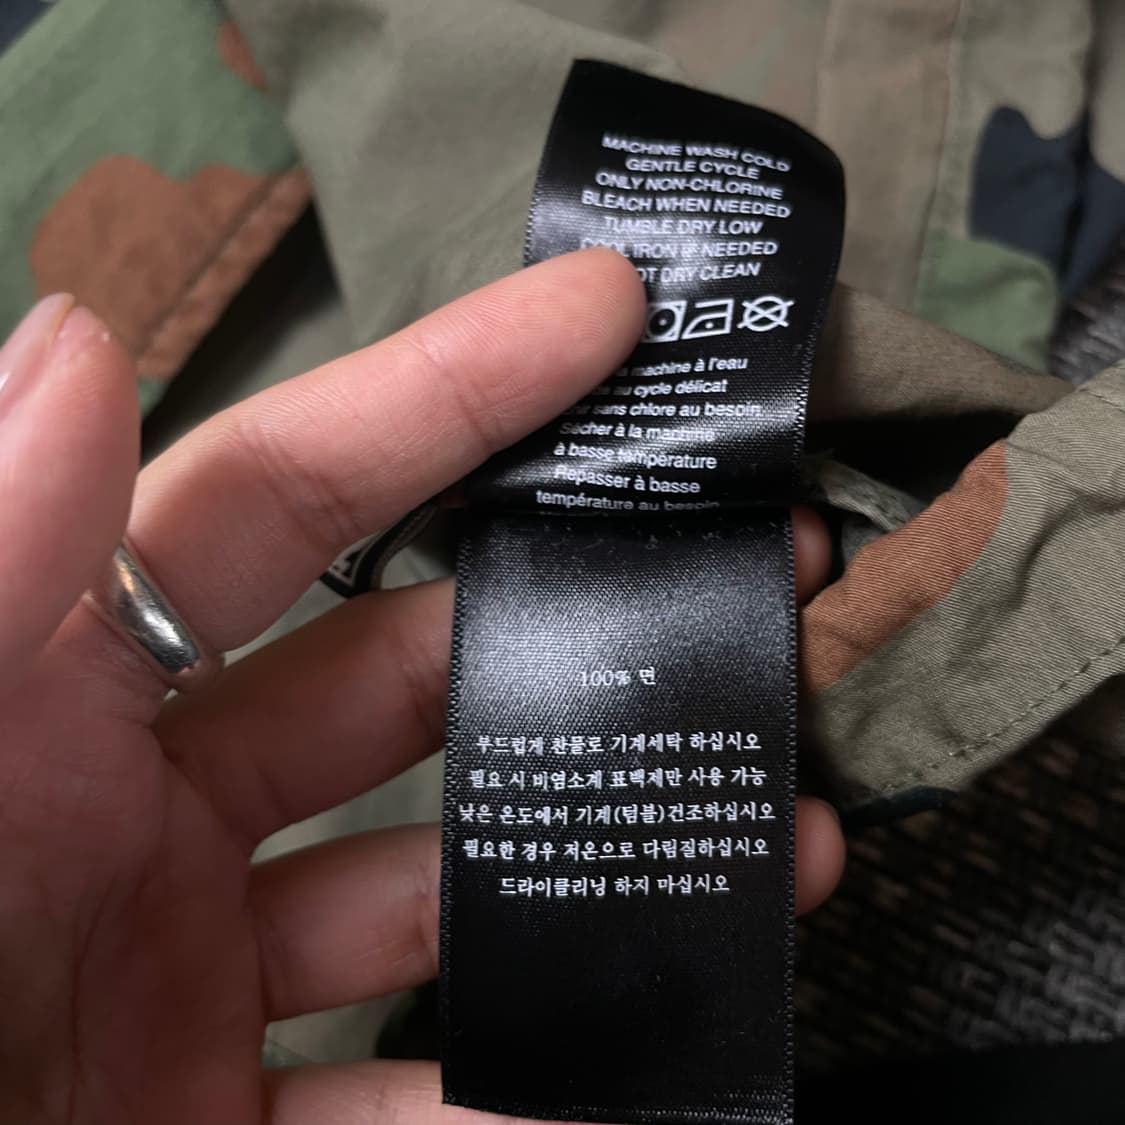 MACHINE WASH COLD
GENTLE CYCLE
ONLY NON-CHLORINE
BLEACH WHEN NEEDED
TUMBLE DRY LOW
COOL IRON IF NEEDED
DRY CLEAN
machine à l'eau
au cycle délicat
sans chlore au besoin
Sécher à la machine
à basse température
Repasser à basse
température au besoin
100% 면
부드럽게 찬물로 기계세탁 하십시오
필요 시 비염소계 표백제만 사용 가능
낮은 온도에서 기계(텀블)건조하십시오
필요한 경우 저온으로 다림질하십시오
드라이클리닝 하지 마십시오